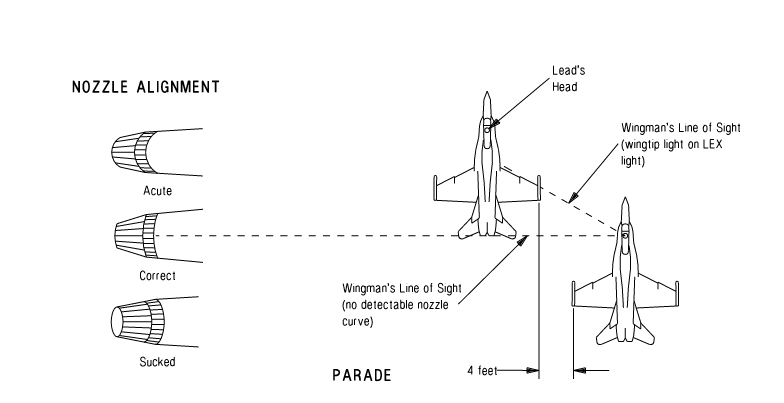 NOZZLE ALIGNMENT
Acute
Correct
Sucked
Lead's
Head
Wingman's Line of Sight
(wingtip light on LEX
light)
Wingman's Line of Sight
(no detectable nozzle
curve)
4 feet
PARADE